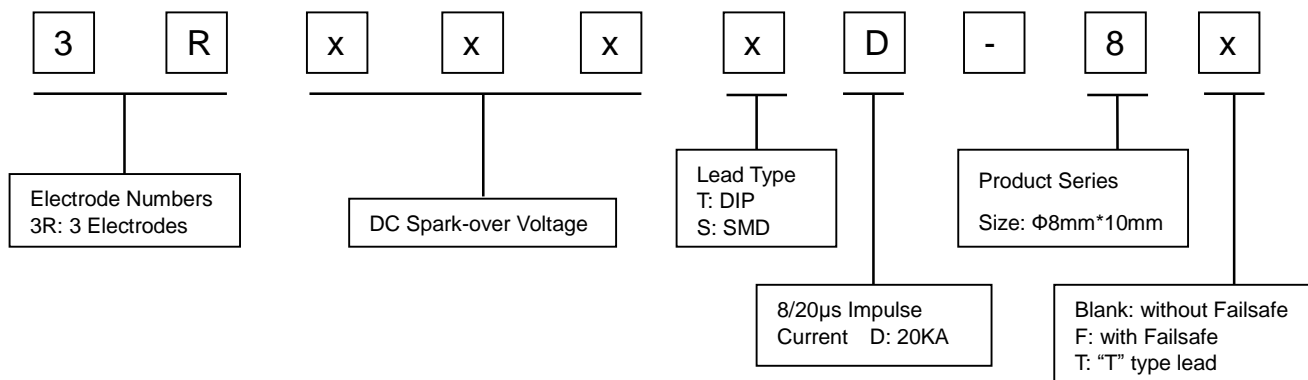 3 R x x x x D - 8 x
Electrode Numbers
3R: 3 Electrodes
DC Spark-over Voltage
Lead Type
T: DIP
S: SMD
Product Series
Size: Φ8mm*10mm
8/20μs Impulse
Current D: 20KA
Blank: without Failsafe
F: with Failsafe
T: “T” type lead